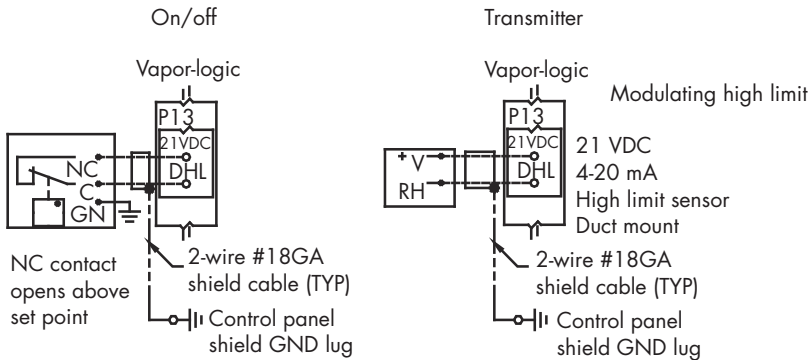 On/off
Vapor-logic
P13
21VDC
DHL
NC
C
GN
NC contact
opens above
set point
2-wire #18GA
shield cable (TYP)
Control panel
shield GND lug
Transmitter
Vapor-logic
Modulating high limit
P13
21VDC
DHL
+ V
RH
21 VDC
4-20 mA
High limit sensor
Duct mount
2-wire #18GA
shield cable (TYP)
Control panel
shield GND lug